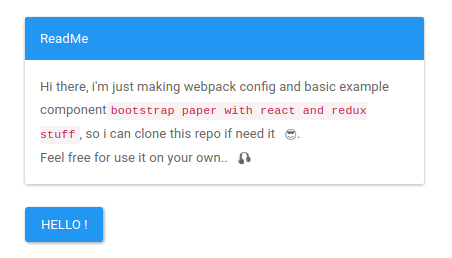 ReadMe
Hi there, i'm just making webpack config and basic example
component bootstrap paper with react and redux
stuff, so i can clone this repo if need it 😎.
Feel free for use it on your own.. 🎧
HELLO !